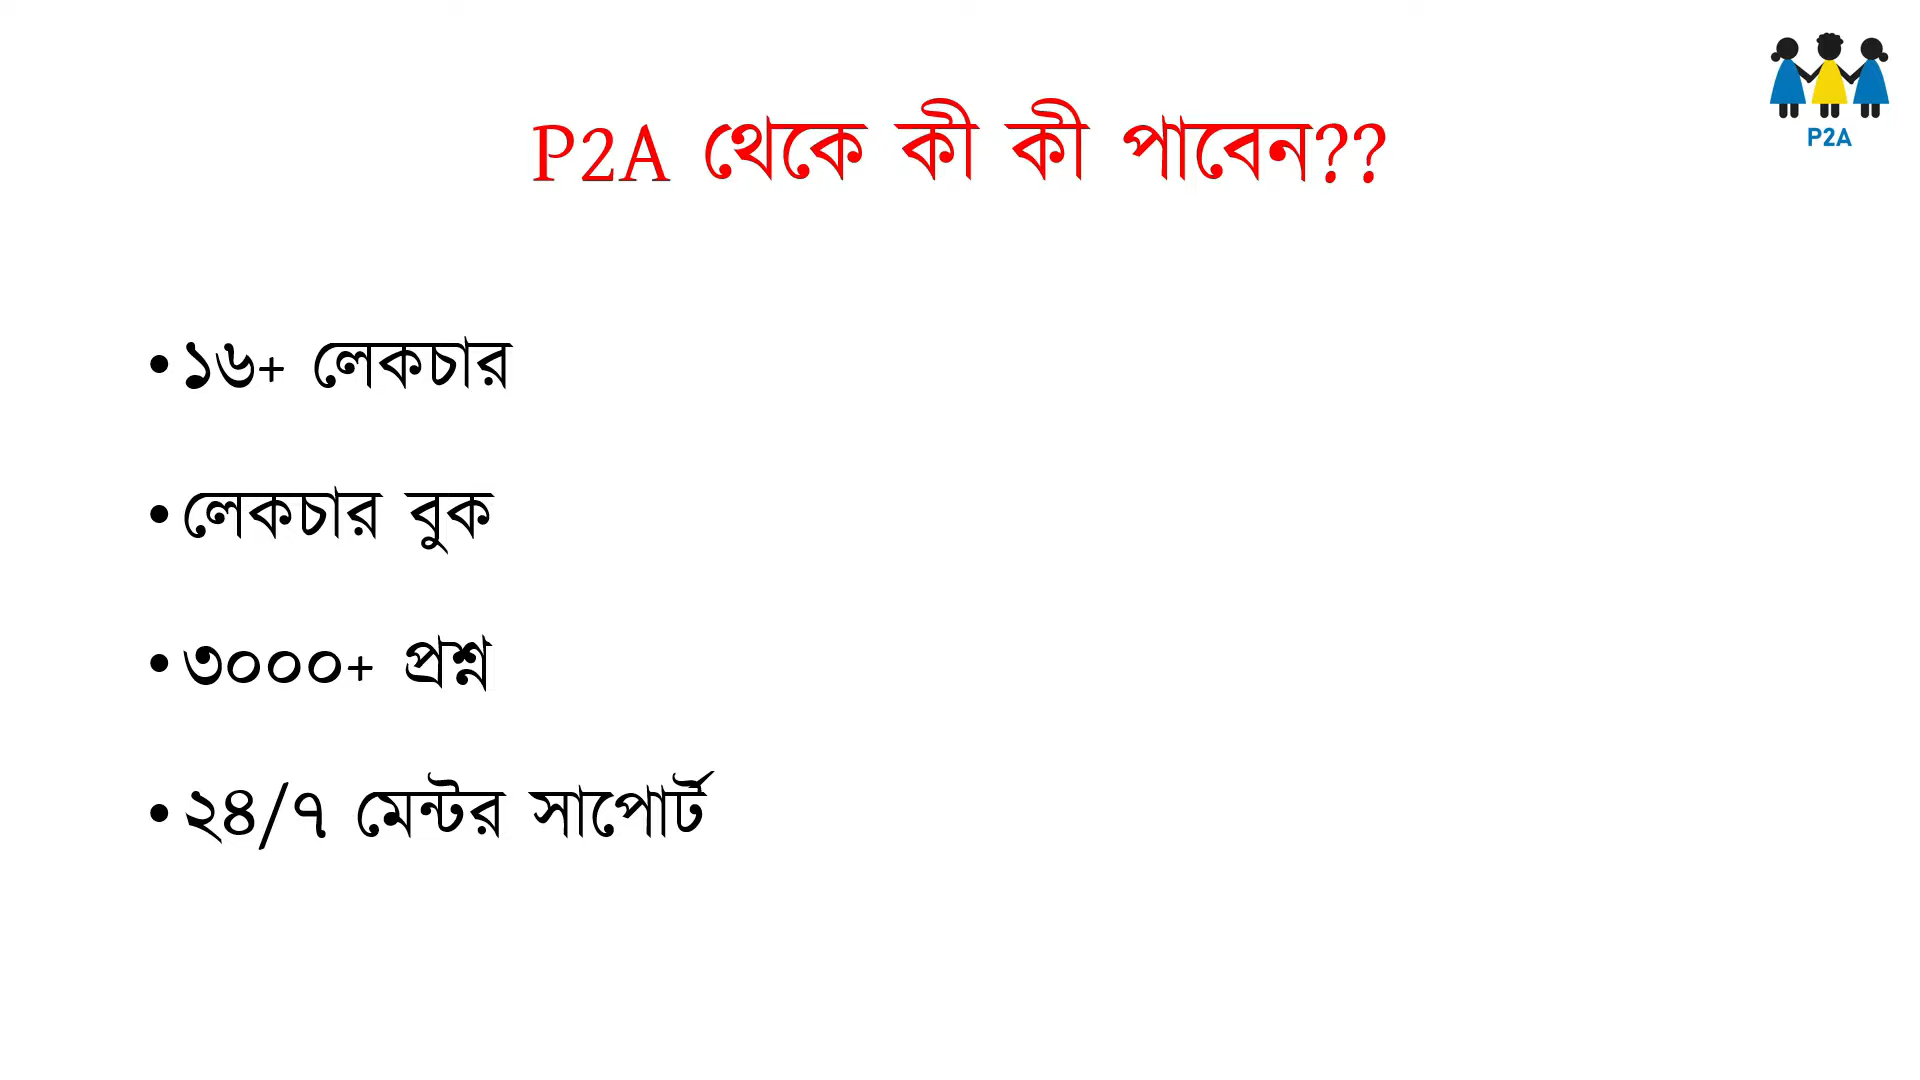 P2A
P2A থেকে কী কী পাবেন??
• ১৬+ লেকচার
• লেকচার বুক
• ৩০০০+ প্রশ্ন
• ২৪/৭ মেন্টর সাপোর্ট